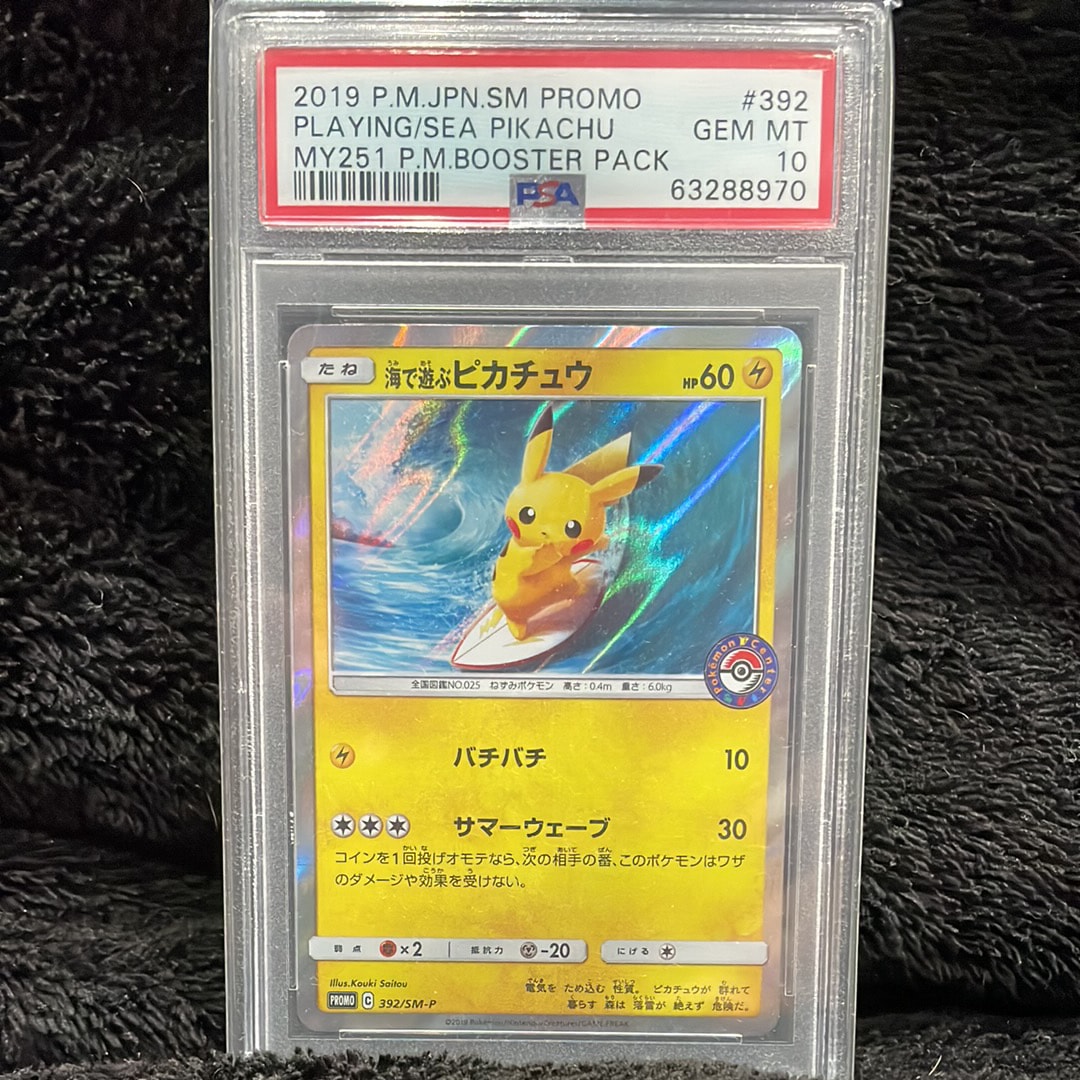 2019 P.M.JPN.SM PROMO #392
PLAYING/SEA PIKACHU GEM MT
MY251 P.M.BOOSTER PACK 10
PSA 63288970
たね 海で遊ぶピカチュウ HP60
Pokémon Center
全国図鑑NO.025 ねずみポケモン 高さ:0.4m 重さ:6.0kg
バチバチ 10
サマーウェーブ 30
コインを1回投げオモテなら、次の相手の番、このポケモンはワザ
のダメージや効果を受けない。
弱点 ×2 抵抗力 -20 にげる
Illus.Kouki Saitou
電気を ため込む 性質。 ピカチュウが 群れて
暮らす 森は 落雷が 絶えず 危険だ。
PROMO C 392/SM-P